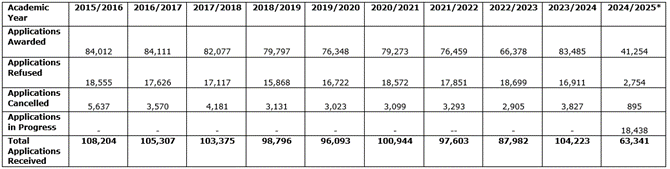 Academic Year 2015/2016 2016/2017 2017/2018 2018/2019 2019/2020 2020/2021 2021/2022 2022/2023 2023/2024 2024/2025*
Applications Awarded 84,012 84,111 82,077 79,797 76,348 79,273 76,459 66,378 83,485 41,254
Applications Refused 18,555 17,626 17,117 15,868 16,722 18,572 17,851 18,699 16,911 2,754
Applications Cancelled 5,637 3,570 4,181 3,131 3,023 3,099 3,293 2,905 3,827 895
Applications in Progress - - - - - - -- - - 18,438
Total Applications Received 108,204 105,307 103,375 98,796 96,093 100,944 97,603 87,982 104,223 63,341